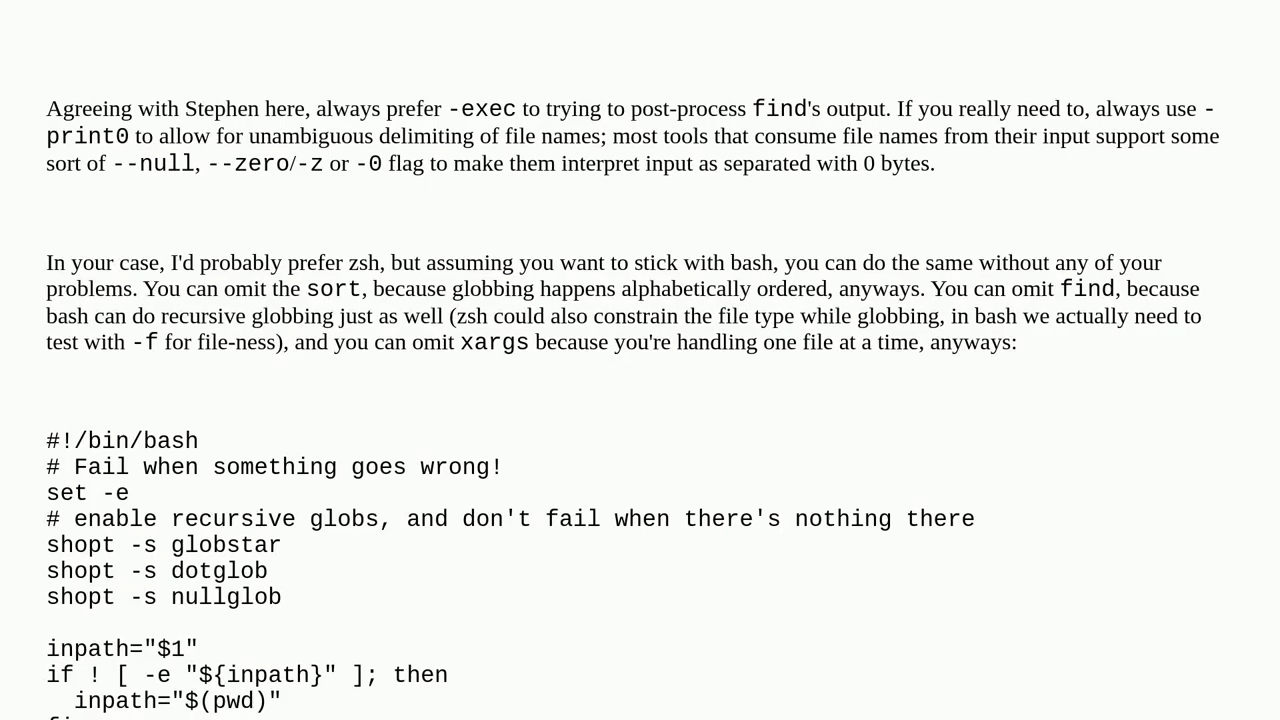 Agreeing with Stephen here, always prefer -exec to trying to post-process find's output. If you really need to, always use -
print0 to allow for unambiguous delimiting of file names; most tools that consume file names from their input support some
sort of --null, --zero/-z or -0 flag to make them interpret input as separated with 0 bytes.
In your case, I'd probably prefer zsh, but assuming you want to stick with bash, you can do the same without any of your
problems. You can omit the sort, because globbing happens alphabetically ordered, anyways. You can omit find, because
bash can do recursive globbing just as well (zsh could also constrain the file type while globbing, in bash we actually need to
test with -f for file-ness), and you can omit xargs because you're handling one file at a time, anyways:
#!/bin/bash
# Fail when something goes wrong!
set -e
# enable recursive globs, and don't fail when there's nothing there
shopt -s globstar
shopt -s dotglob
shopt -s nullglob
inpath="$1"
if ! [ -e "${inpath}" ]; then
  inpath="$(pwd)"